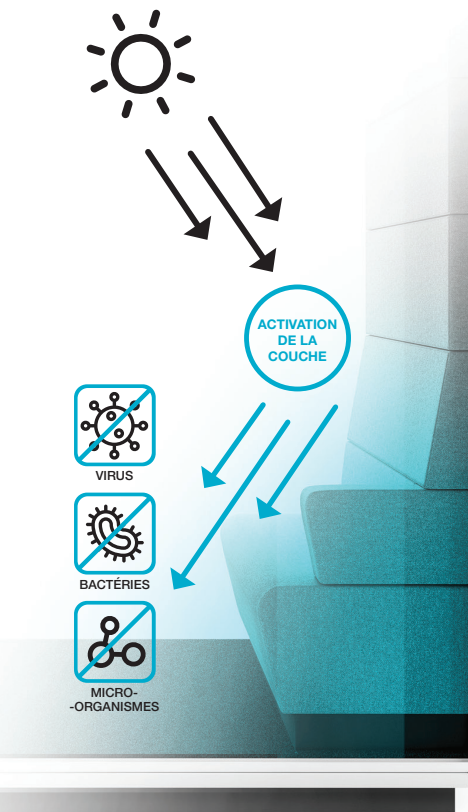 ACTIVATION
DE LA
COUCHE
VIRUS
BACTÉRIES
MICRO-
-ORGANISMES